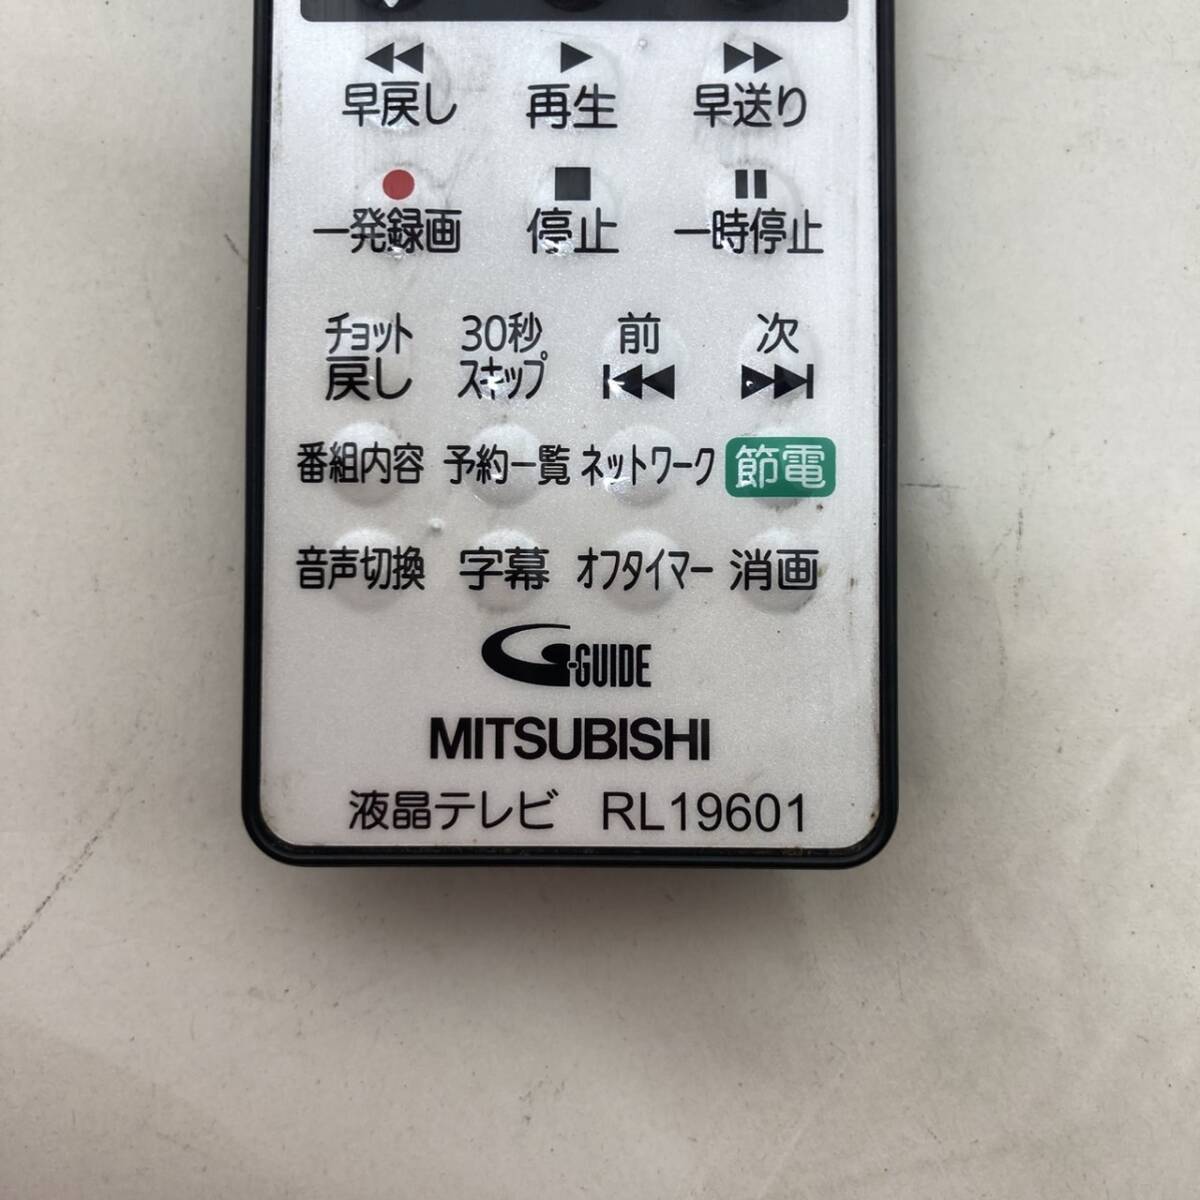 早戻し 再生 早送り
一発録画 停止 一時停止
チョット戻し 30秒スキップ 前 次
番組内容 予約一覧 ネットワーク 節電
音声切換 字幕 オフタイマー 消画
G-GUIDE
MITSUBISHI
液晶テレビ RL19601